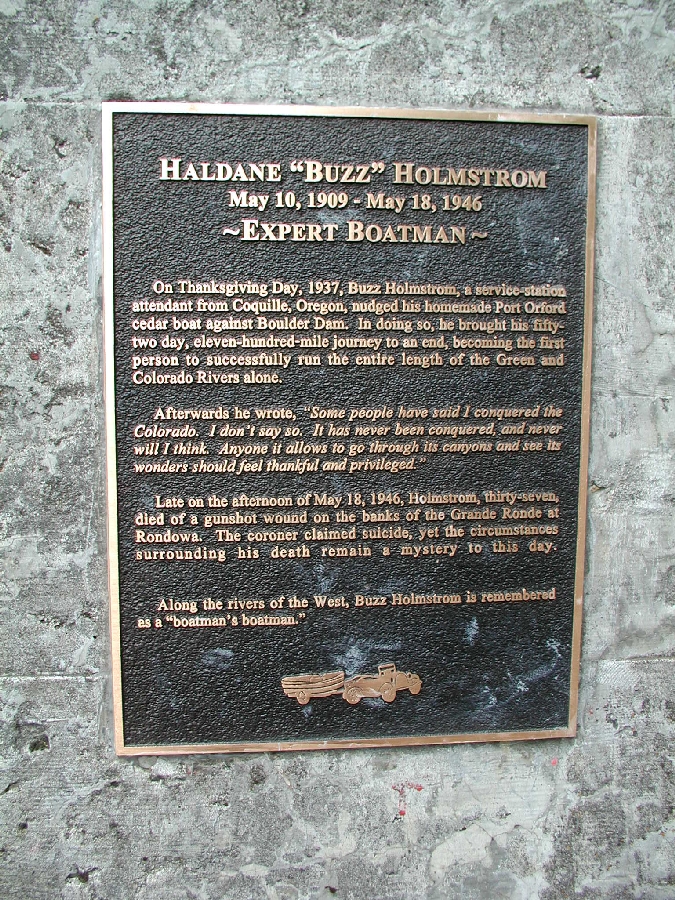 HALDANE "BUZZ" HOLMSTROM
May 10, 1909 - May 18, 1946
~EXPERT BOATMAN~
On Thanksgiving Day, 1937, Buzz Holmstrom, a service-station
attendant from Coquille, Oregon, nudged his homemade Port Orford
cedar boat against Boulder Dam. In doing so, he brought his fifty-
two day, eleven-hundred-mile journey to an end, becoming the first
person to successfully run the entire length of the Green and
Colorado Rivers alone.
Afterwards he wrote, "Some people have said I conquered the
Colorado. I don't say so. It has never been conquered, and never
will I think. Anyone it allows to go through its canyons and see its
wonders should feel thankful and privileged."
Late on the afternoon of May 18, 1946, Holmstrom, thirty-seven,
died of a gunshot wound on the banks of the Grande Ronde at
Rondowa. The coroner claimed suicide, yet the circumstances
surrounding his death remain a mystery to this day.
Along the rivers of the West, Buzz Holmstrom is remembered
as a "boatman's boatman."